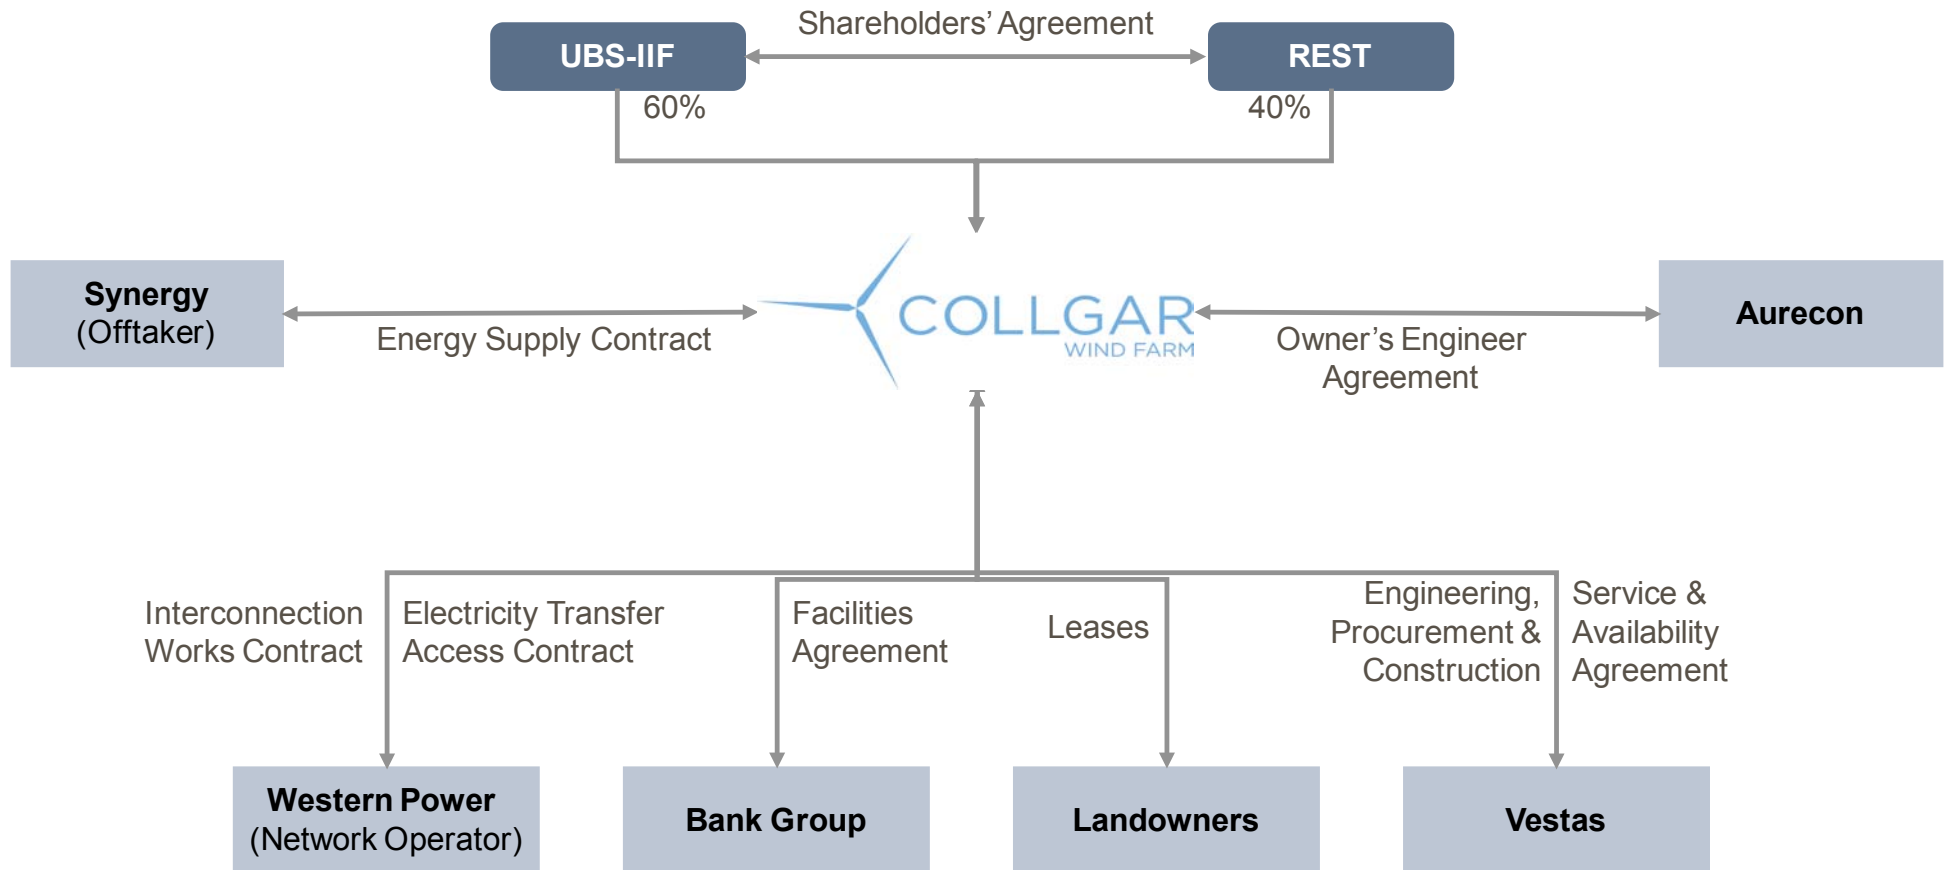 Shareholders’ Agreement
UBS-IIF
REST
60%
40%
Synergy
(Offtaker)
Energy Supply Contract
COLLGAR
WIND FARM
Owner’s Engineer
Agreement
Aurecon
Interconnection
Works Contract
Electricity Transfer
Access Contract
Facilities
Agreement
Leases
Engineering,
Procurement &
Construction
Service &
Availability
Agreement
Western Power
(Network Operator)
Bank Group
Landowners
Vestas